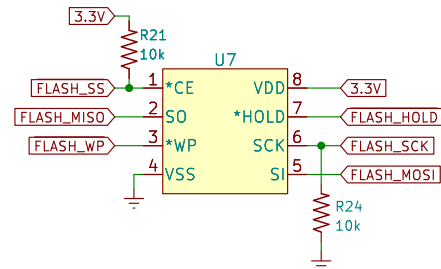 3.3V
R21
10k
U7
FLASH_SS 1 *CE VDD 8 3.3V
FLASH_MISO 2 SO *HOLD 7 FLASH_HOLD
FLASH_WP 3 *WP SCK 6 FLASH_SCK
4 VSS SI 5 FLASH_MOSI
R24
10k